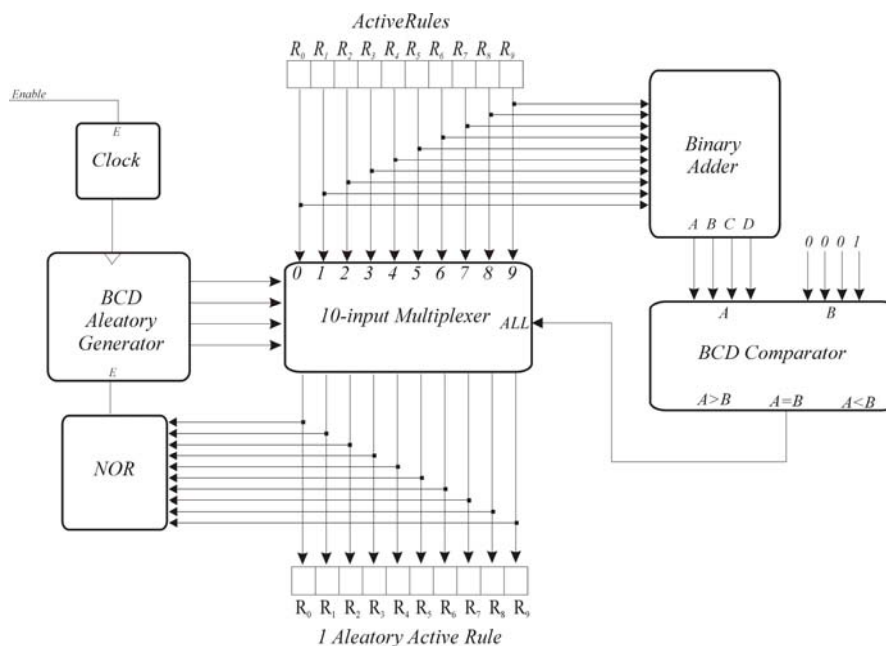 ActiveRules
R0 R1 R2 R3 R4 R5 R6 R7 R8 R9
Enable
E
Clock
Binary
Adder
A B C D
0 0 0 1
BCD
Aleatory
Generator
E
0 1 2 3 4 5 6 7 8 9
10-input Multiplexer
ALL
A B
BCD Comparator
A>B A=B A<B
NOR
R0 R1 R2 R3 R4 R5 R6 R7 R8 R9
1 Aleatory Active Rule